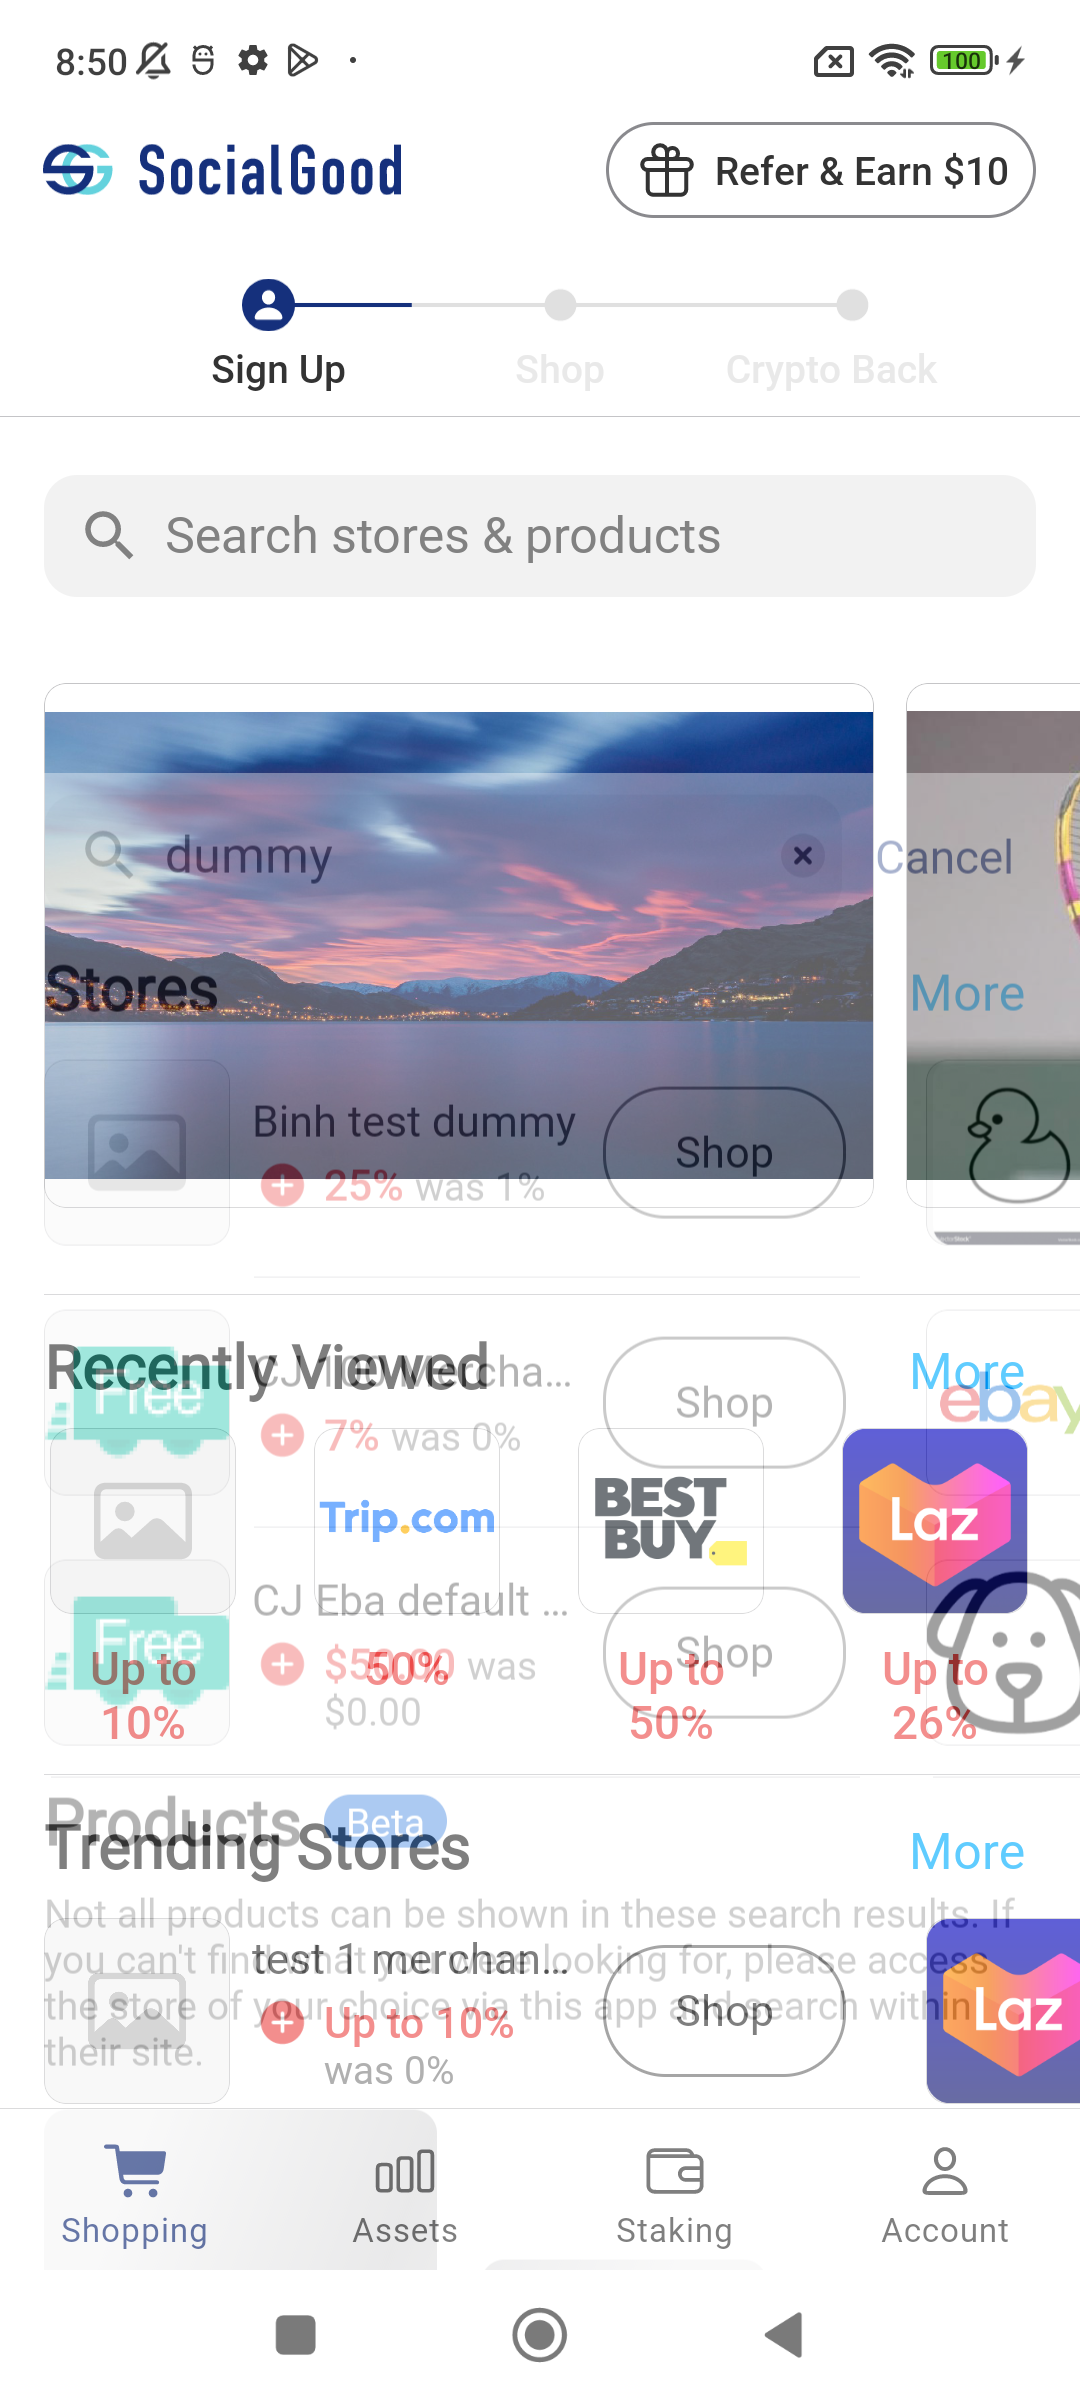 8:50
100
SocialGood
Refer & Earn $10
Sign Up
Shop
Crypto Back
Search stores & products
dummy
Cancel
Stores
More
Binh test dummy
25% was 1%
Shop
Recently Viewed
More
7% was 0%
Shop
Free
ebay
Trip.com
BEST
BUY
Laz
CJ Eba default ...
was
$0.00
Shop
Free
Up to
10%
50%
Up to
50%
Up to
26%
Products
Beta
Trending Stores
More
Not all products can be shown in these search results. If
you can't find what you were looking for, please access
the store of your choice via this app and search within
their site.
test 1 merchan...
Up to 10%
was 0%
Shop
Laz
Shopping
Assets
Staking
Account